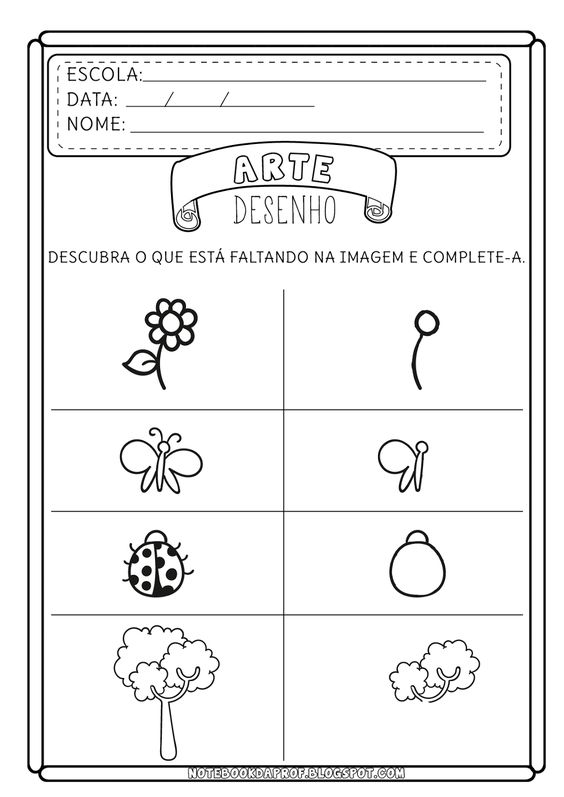 ESCOLA:
DATA: / /
NOME:
ARTE
DESENHO
DESCUBRA O QUE ESTÁ FALTANDO NA IMAGEM E COMPLETE-A.
NOTEBOOKDAPROF.BLOGSPOT.COM